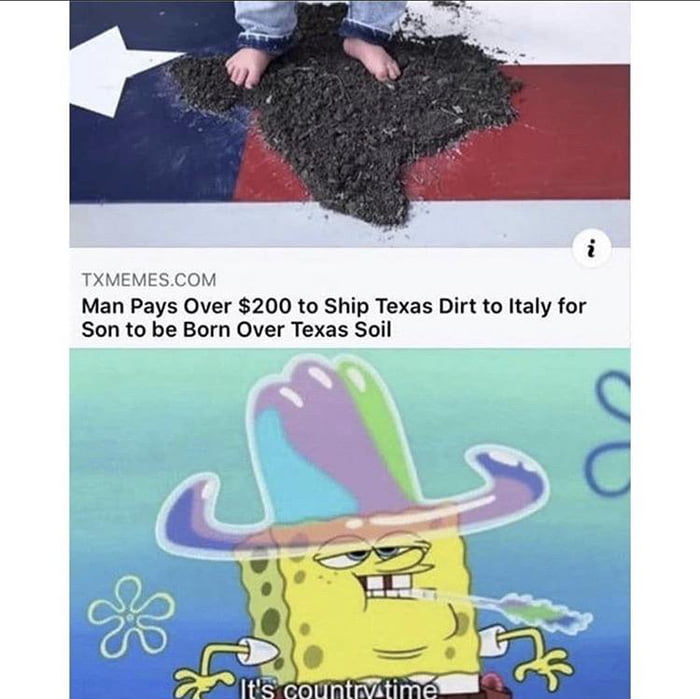 TXMEMES.COM
Man Pays Over $200 to Ship Texas Dirt to Italy for
Son to be Born Over Texas Soil
i
It's country time